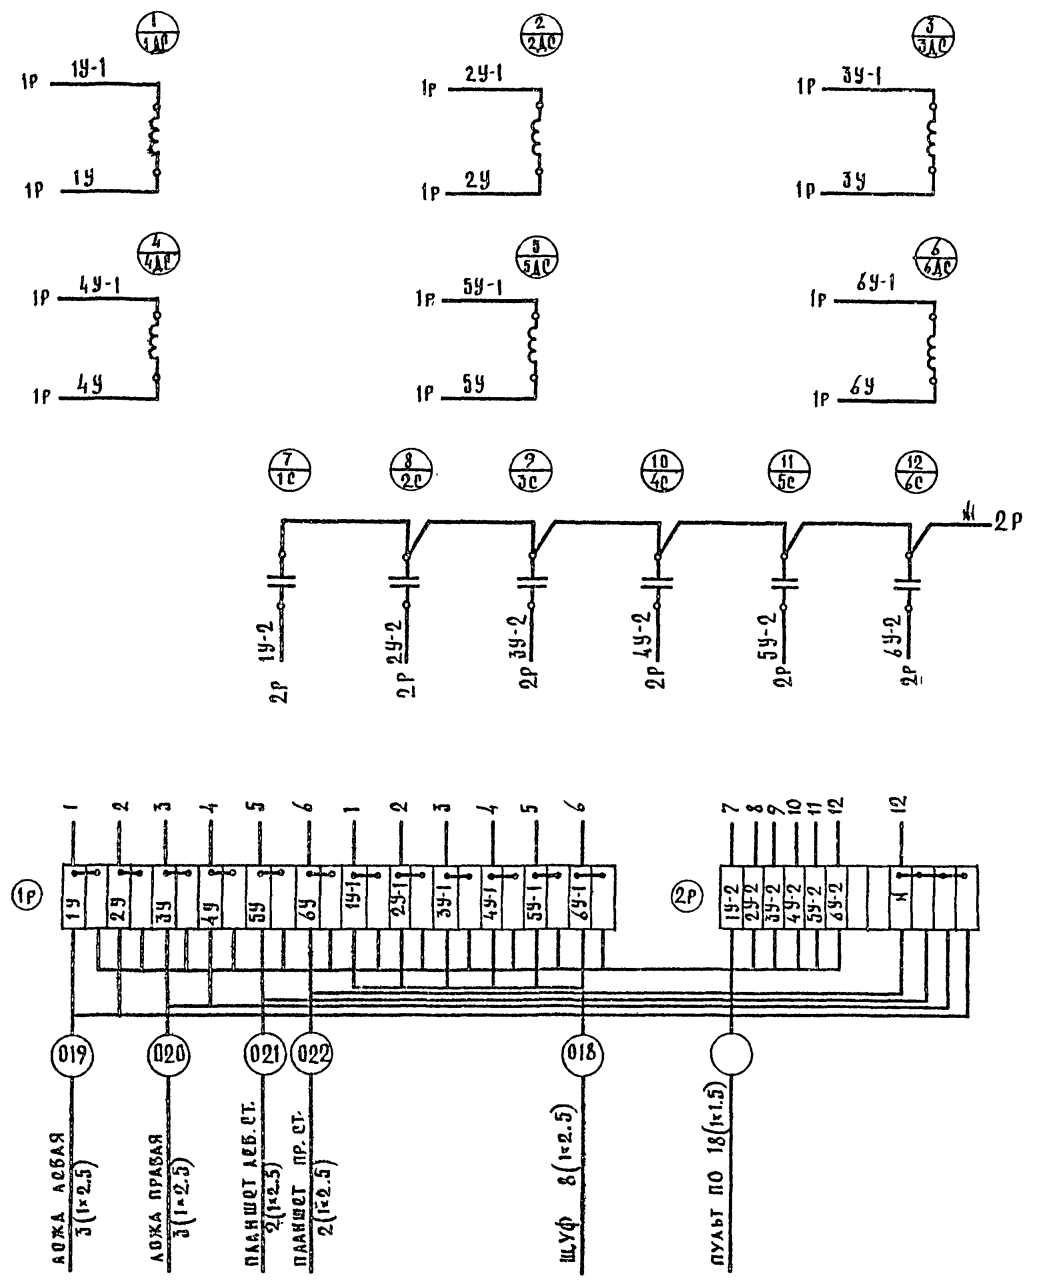 1
1ДС
1Р 1У-1
1Р 1У
2
2ДС
1Р 2У-1
1Р 2У
3
3ДС
1Р 3У-1
1Р 3У
4
4ДС
1Р 4У-1
1Р 4У
5
5ДС
1Р 5У-1
1Р 5У
6
6ДС
1Р 6У-1
1Р 6У
7
1С
8
2С
9
3С
10
4С
11
5С
12
6С
2Р
1У-2
2Р
2У-2
2Р
3У-2
2Р
4У-2
2Р
5У-2
2Р
6У-2
2Р
1 2 3 4 5 6 1 2 3 4 5 6
7 8 9 10 11 12 12
1Р
1У 2У 3У 4У 5У 6У 1У-1 2У-1 3У-1 4У-1 5У-1 6У-1
2Р
1У-2 2У-2 3У-2 4У-2 5У-2 6У-2
019 020 021 022 018
ЛОЖА ЛЕВАЯ
3(1×2.5)
ЛОЖА ПРАВАЯ
3(1×2.5)
ПЛАНШЕТ ЛЕВ. СТ.
2(1×2.5)
ПЛАНШЕТ ПР. СТ.
2(1×2.5)
ЩУФ 8(1×2.5)
ПУЛЬТ ПО 18(1×1.5)